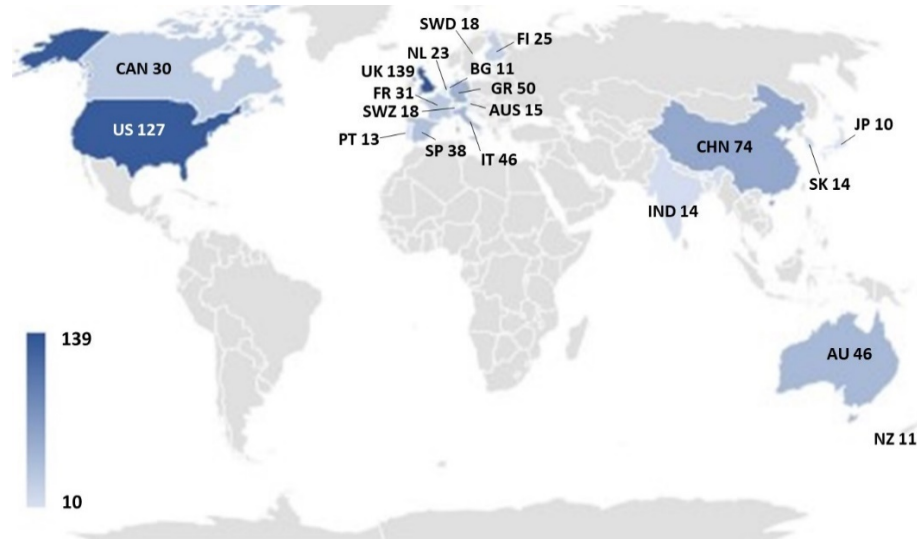 SWD 18
FI 25
NL 23
CAN 30
UK 139
BG 11
GR 50
FR 31
SWZ 18
AUS 15
US 127
PT 13
SP 38
IT 46
JP 10
CHN 74
SK 14
IND 14
139
AU 46
NZ 11
10